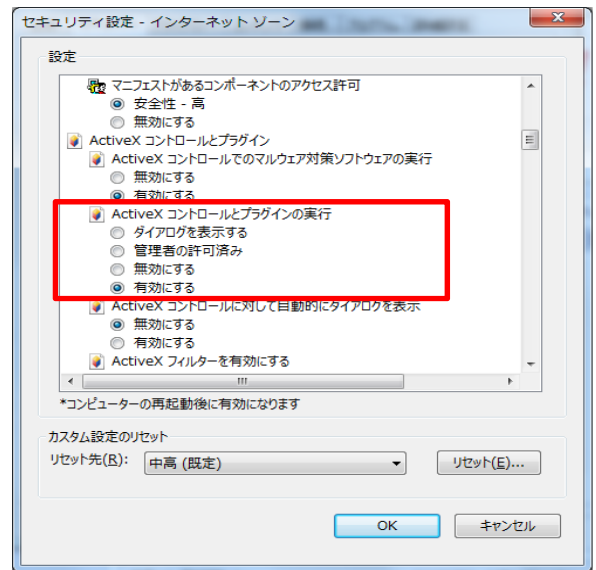 セキュリティ設定 - インターネット ゾーン
設定
マニフェストがあるコンポーネントのアクセス許可
安全性 - 高
無効にする
ActiveX コントロールとプラグイン
ActiveX コントロールでのマルウェア対策ソフトウェアの実行
無効にする
有効にする
ActiveX コントロールとプラグインの実行
ダイアログを表示する
管理者の許可済み
無効にする
有効にする
ActiveX コントロールに対して自動的にダイアログを表示
無効にする
有効にする
ActiveX フィルターを有効にする
*コンピューターの再起動後に有効になります
カスタム設定のリセット
リセット先(R): 中高 (既定) リセット(E)...
OK キャンセル